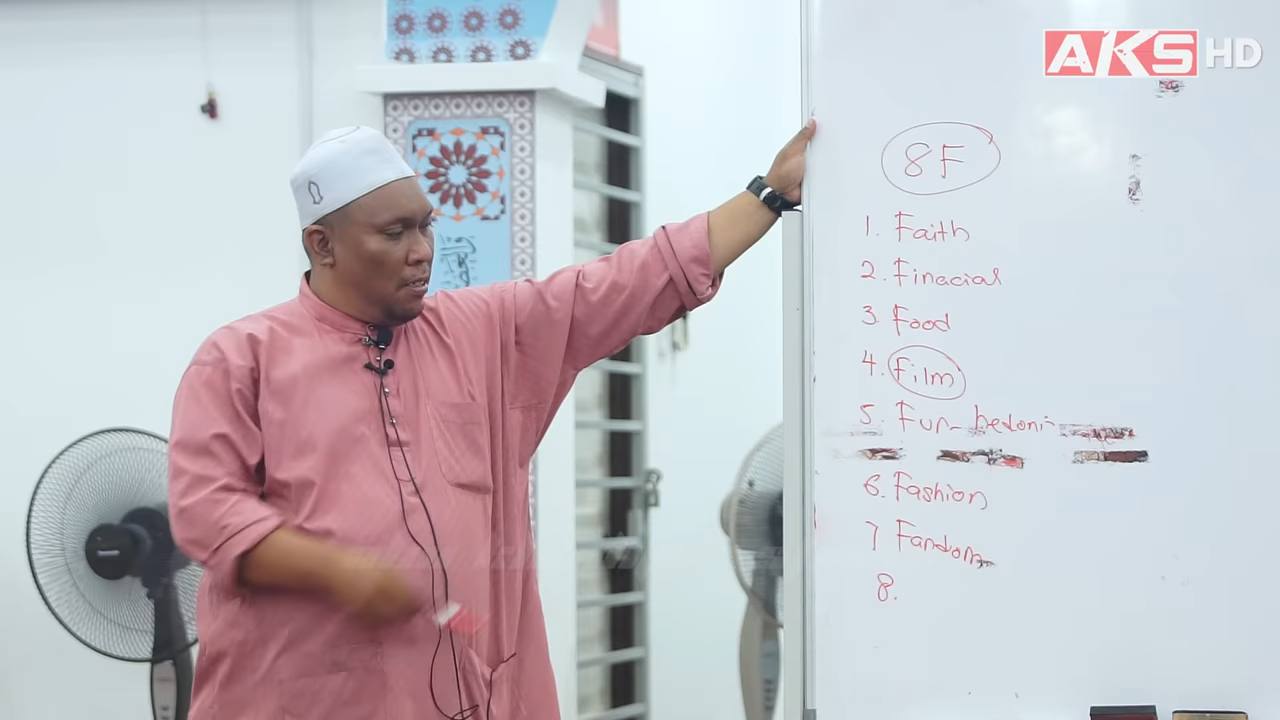 AKS HD
8F
1. Faith
2. Finacial
3. Food
4. Film
5. Fun - hedoni-
6. Fashion
7 Fandom
8.